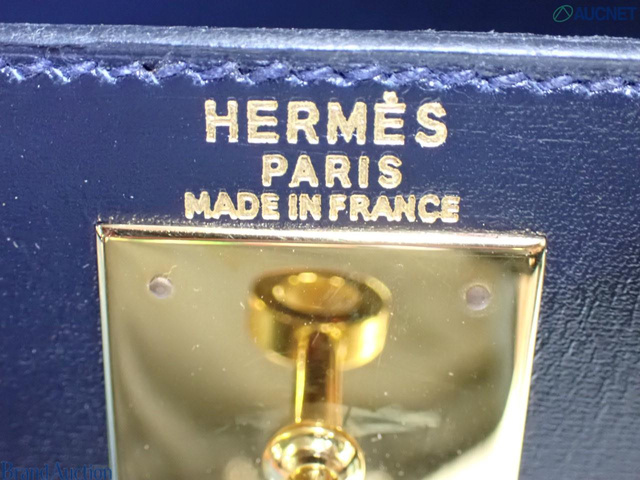 AUCNET
HERMÈS
PARIS
MADE IN FRANCE
Brand Auction